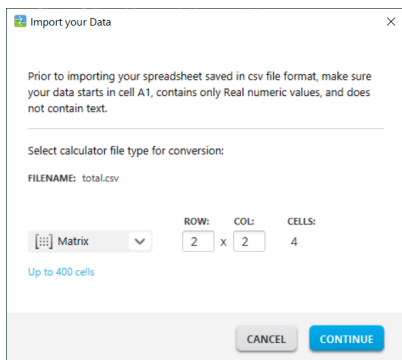 Import your Data
Prior to importing your spreadsheet saved in csv file format, make sure
your data starts in cell A1, contains only Real numeric values, and does
not contain text.
Select calculator file type for conversion:
FILENAME: total.csv
ROW: COL: CELLS:
Matrix 2 x 2 4
Up to 400 cells
CANCEL CONTINUE